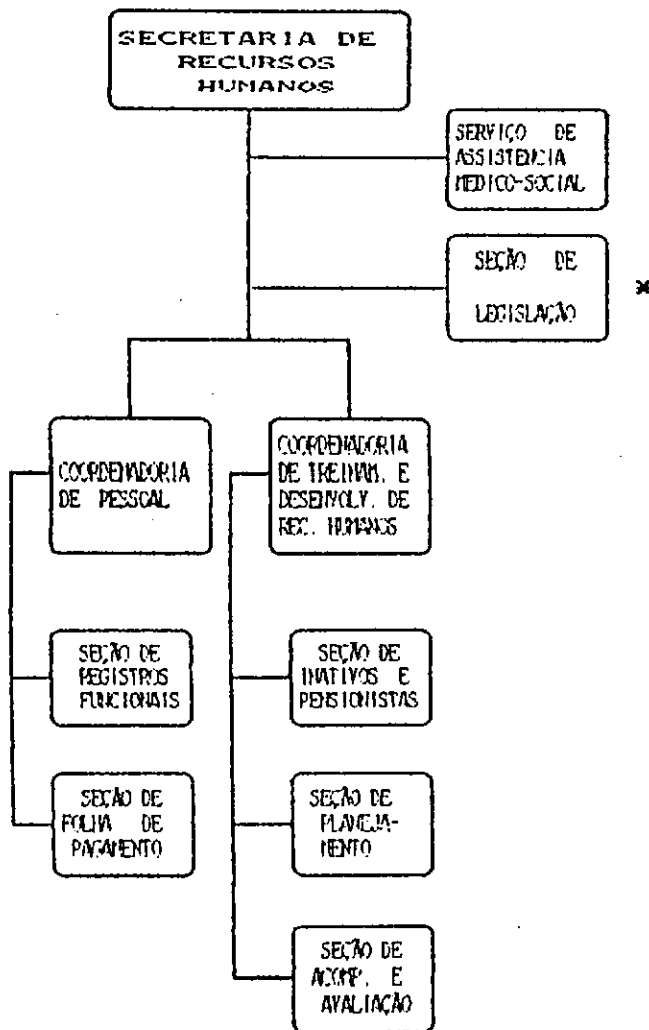 SECRETARIA DE
RECURSOS
HUMANOS
SERVIÇO DE
ASSISTENCIA
MEDICO-SOCIAL
SEÇÃO DE
LEGISLAÇÃO
*
COORDENADORIA
DE PESSOAL
COORDENADORIA
DE TREINAM. E
DESENVOLV. DE
REC. HUMANOS
SEÇÃO DE
REGISTROS
FUNCIONAIS
SEÇÃO DE
INATIVOS E
PENSIONISTAS
SEÇÃO DE
FOLHA DE
PAGAMENTO
SEÇÃO DE
PLANEJA-
MENTO
SEÇÃO DE
ACOMP. E
AVALIAÇÃO